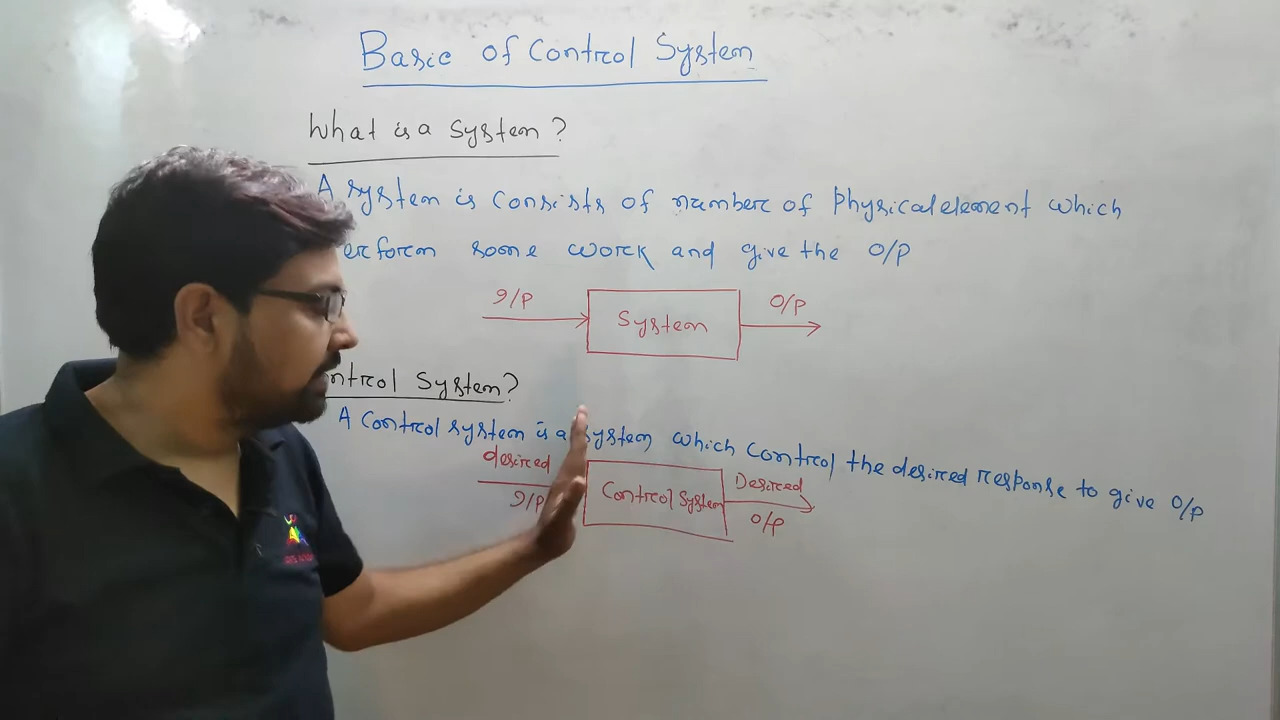 Basic of Control System
What is a System?
A system is consists of number of physical element which
erform some work and give the O/P
I/P System O/P
ntrol System?
A Control system is a system which control the desired response to give O/P
desired
I/P
Control System
Desired
O/P